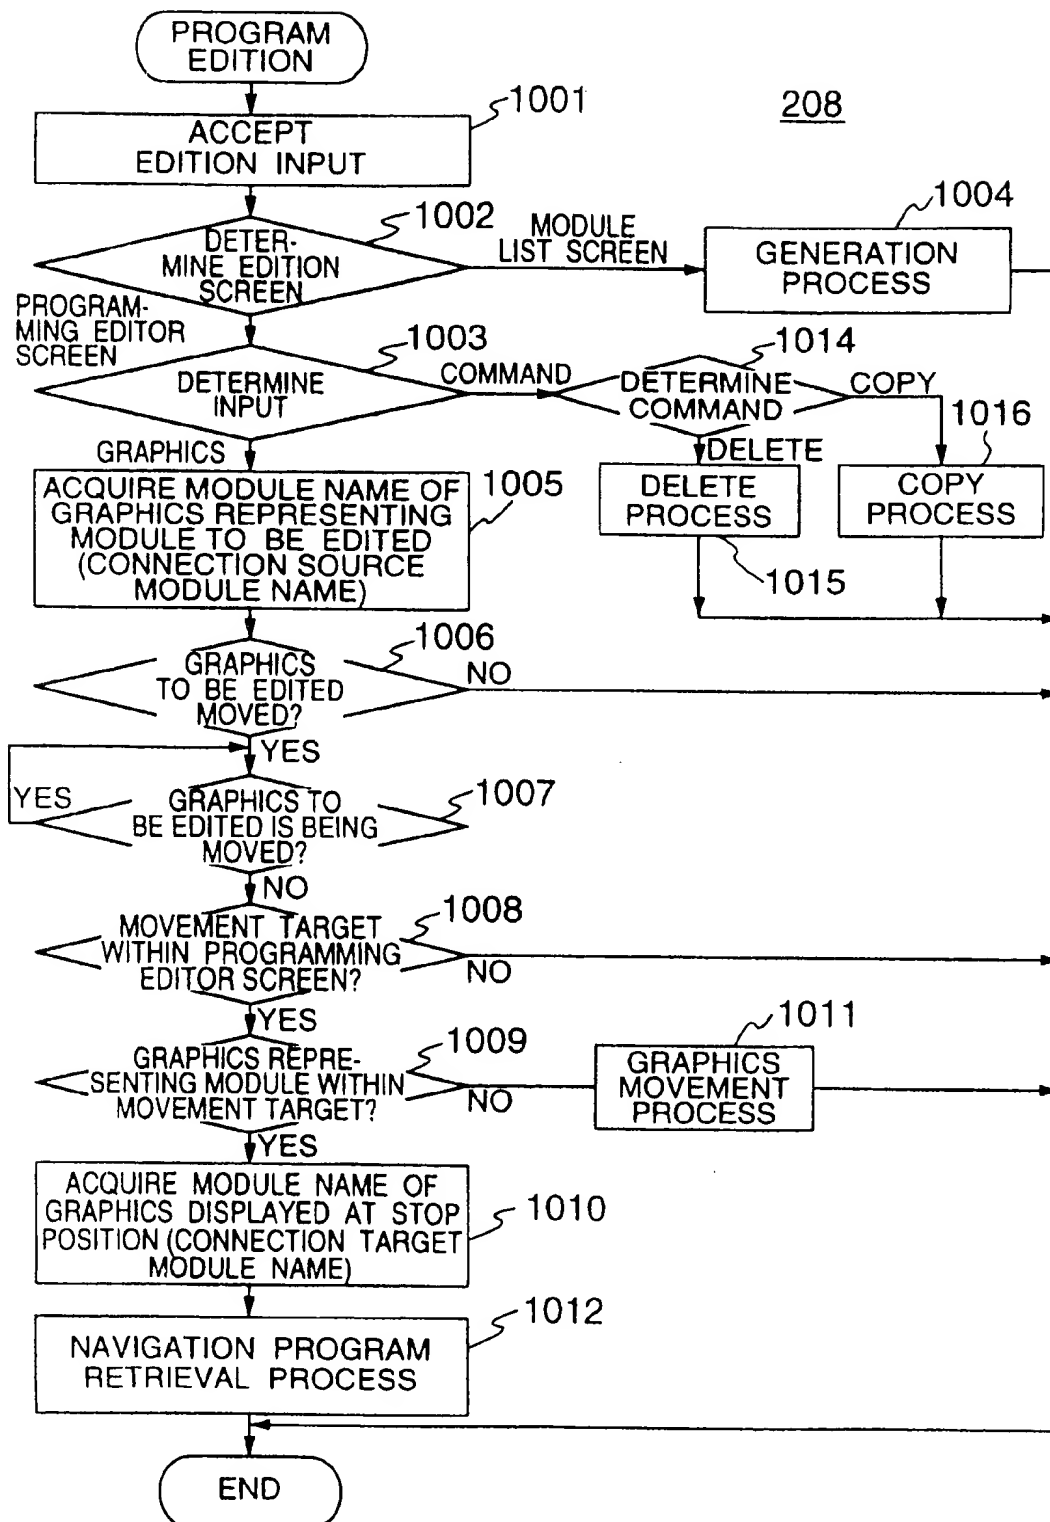 PROGRAM
EDITION
1001
208
ACCEPT
EDITION INPUT
1002
1004
DETER-
MINE EDITION
SCREEN
MODULE
LIST SCREEN
GENERATION
PROCESS
PROGRAM-
MING EDITOR
SCREEN
1003
1014
DETERMINE
INPUT
COMMAND
DETERMINE
COMMAND
COPY
1016
GRAPHICS
DELETE
ACQUIRE MODULE NAME OF
GRAPHICS REPRESENTING
MODULE TO BE EDITED
(CONNECTION SOURCE
MODULE NAME)
1005
DELETE
PROCESS
COPY
PROCESS
1015
1006
GRAPHICS
TO BE EDITED
MOVED?
NO
YES
YES
1007
GRAPHICS TO
BE EDITED IS BEING
MOVED?
NO
1008
MOVEMENT TARGET
WITHIN PROGRAMMING
EDITOR SCREEN?
NO
YES
1009
1011
GRAPHICS REPRE-
SENTING MODULE WITHIN
MOVEMENT TARGET?
NO
GRAPHICS
MOVEMENT
PROCESS
YES
ACQUIRE MODULE NAME OF
GRAPHICS DISPLAYED AT STOP
POSITION (CONNECTION TARGET
MODULE NAME)
1010
1012
NAVIGATION PROGRAM
RETRIEVAL PROCESS
END